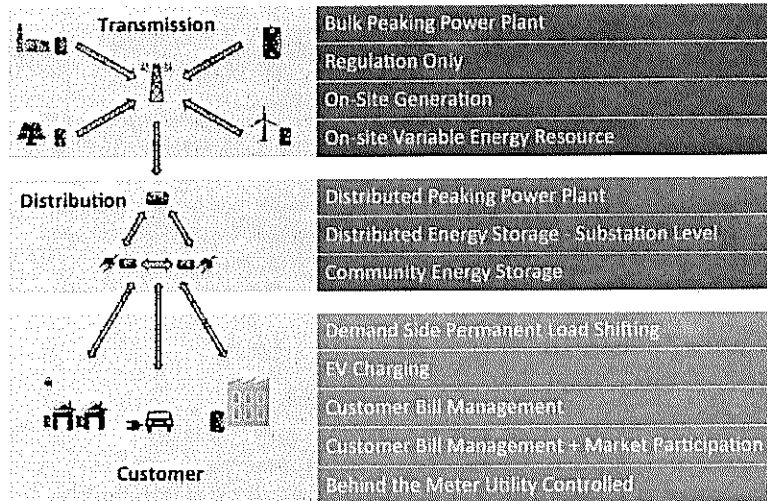 Transmission
Bulk Peaking Power Plant
Regulation Only
On-Site Generation
On-site Variable Energy Resource
Distribution
Distributed Peaking Power Plant
Distributed Energy Storage - Substation Level
Community Energy Storage
Demand Side Permanent Load Shifting
EV Charging
Customer Bill Management
Customer Bill Management + Market Participation
Behind the Meter Utility Controlled
Customer